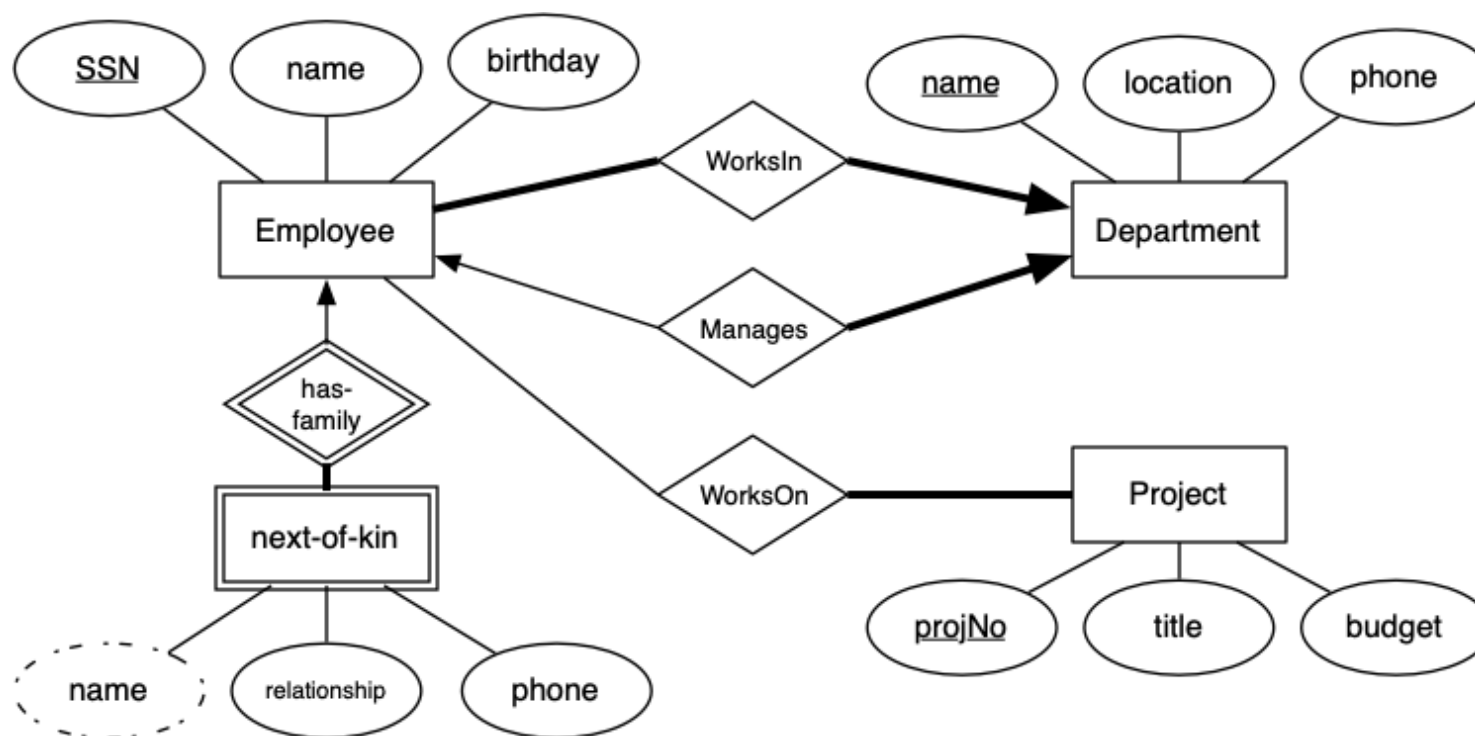 SSN
name
birthday
name
location
phone
WorksIn
Employee
Department
Manages
has-
family
WorksOn
Project
next-of-kin
projNo
title
budget
name
relationship
phone